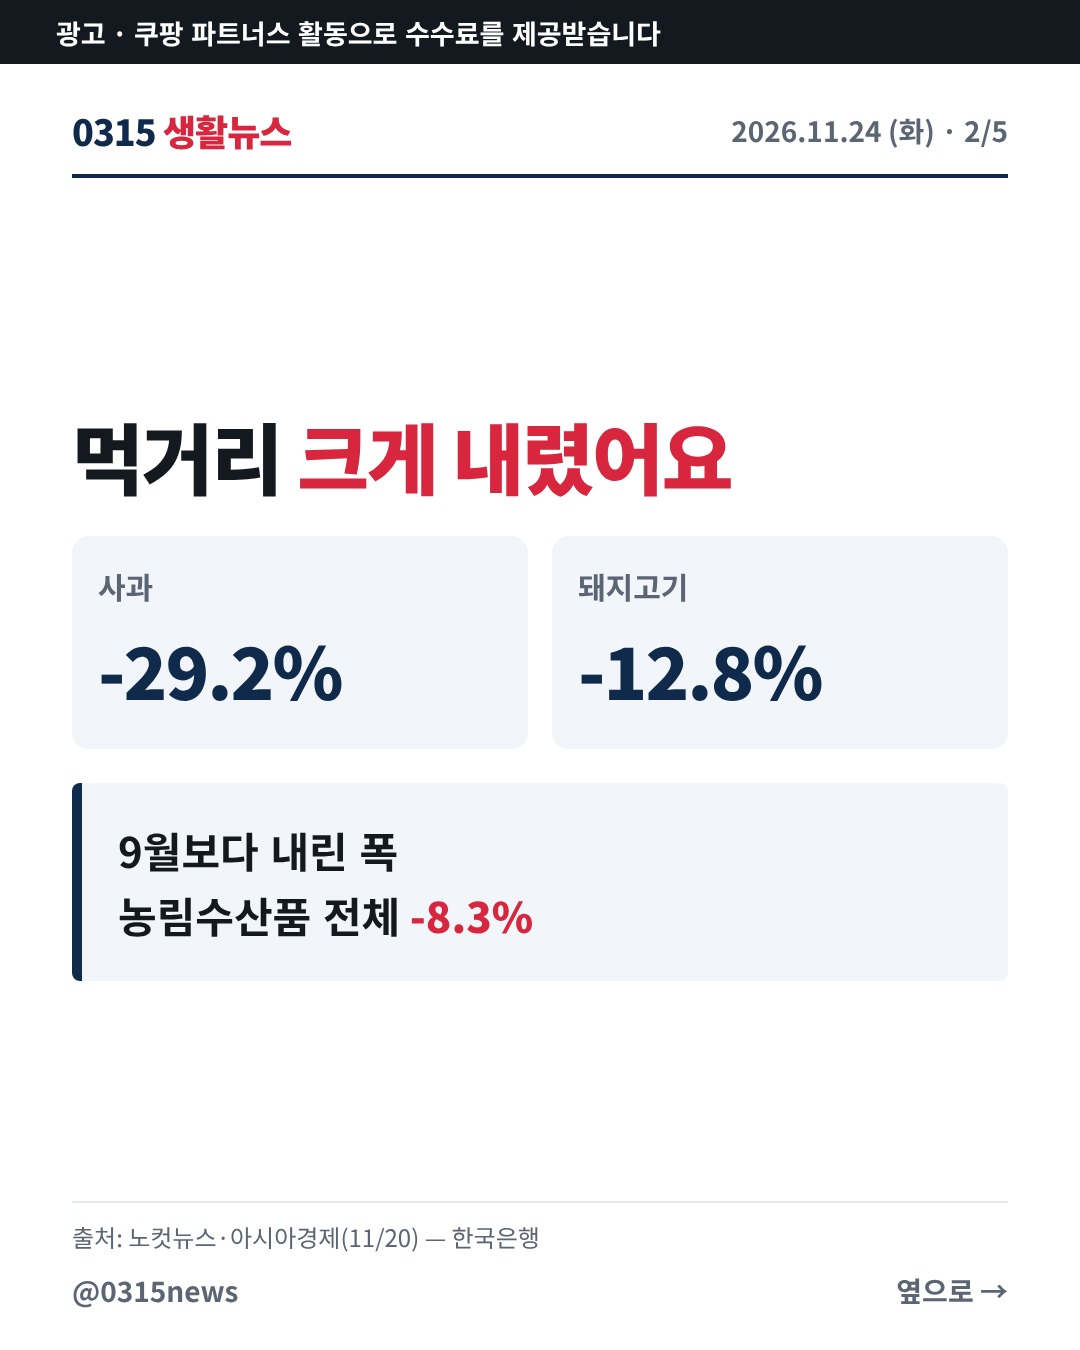 광고 · 쿠팡 파트너스 활동으로 수수료를 제공받습니다
0315 생활뉴스
2026.11.24 (화) · 2/5
먹거리 크게 내렸어요
사과
-29.2%
돼지고기
-12.8%
9월보다 내린 폭
농림수산품 전체 -8.3%
출처: 노컷뉴스·아시아경제(11/20) — 한국은행
@0315news
옆으로 →